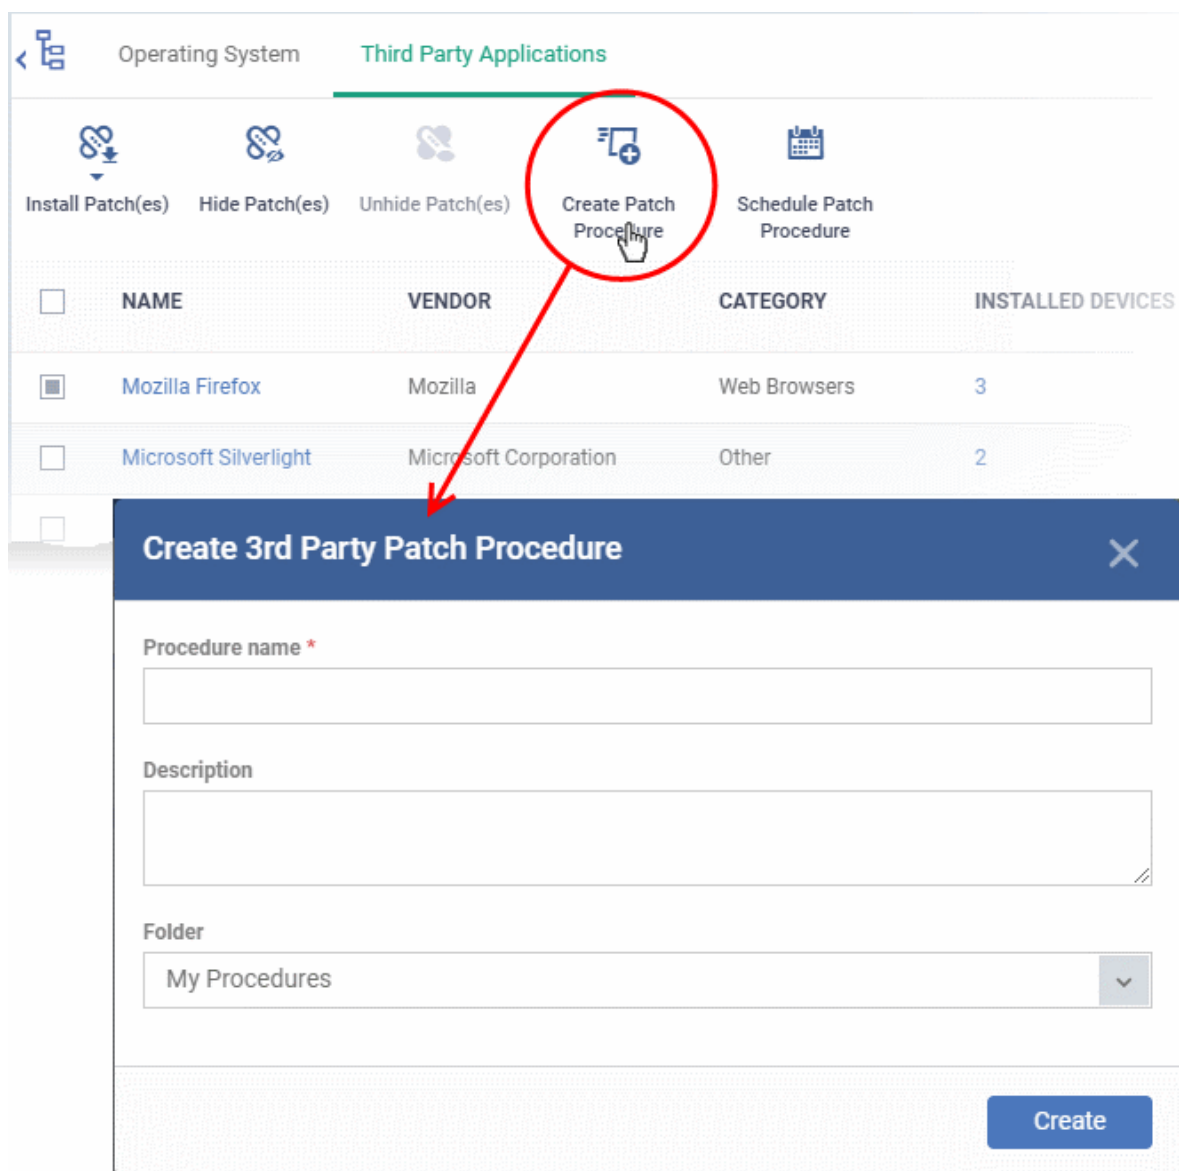 Operating System Third Party Applications
Install Patch(es) Hide Patch(es) Unhide Patch(es) Create Patch Procedure Schedule Patch Procedure
NAME VENDOR CATEGORY INSTALLED DEVICES
Mozilla Firefox Mozilla Web Browsers 3
Microsoft Silverlight Microsoft Corporation Other 2
Create 3rd Party Patch Procedure
Procedure name *
Description
Folder
My Procedures
Create